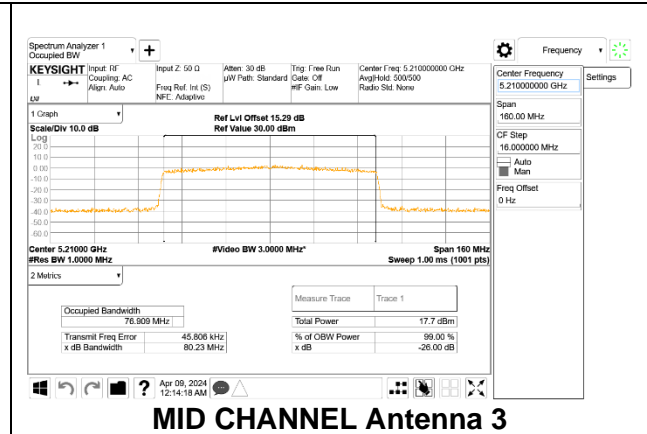 Spectrum Analyzer 1
Occupied BW
KEYSIGHT
Input: RF
Coupling: AC
Align: Auto
Input Z: 50 Ω
Freq Ref: Int (S)
NFE: Adaptive
Atten: 30 dB
µW Path: Standard
Trig: Free Run
Gate: Off
#IF Gain: Low
Center Freq: 5.210000000 GHz
Avg|Hold: 500/500
Radio Std: None
Frequency
Center Frequency
5.210000000 GHz
Settings
Span
160.00 MHz
CF Step
16.000000 MHz
Auto
Man
Freq Offset
0 Hz
1 Graph
Scale/Div 10.0 dB
Ref Lvl Offset 15.29 dB
Ref Value 30.00 dBm
Log
20.0
10.0
0.00
-10.0
-20.0
-30.0
-40.0
-50.0
-60.0
Center 5.21000 GHz
#Res BW 1.0000 MHz
#Video BW 3.0000 MHz*
Span 160 MHz
Sweep 1.00 ms (1001 pts)
2 Metrics
Measure Trace Trace 1
Occupied Bandwidth
76.909 MHz
Total Power 17.7 dBm
Transmit Freq Error 45.806 kHz
% of OBW Power 99.00 %
x dB Bandwidth 80.23 MHz
x dB -26.00 dB
Apr 09, 2024
12:14:18 AM
MID CHANNEL Antenna 3